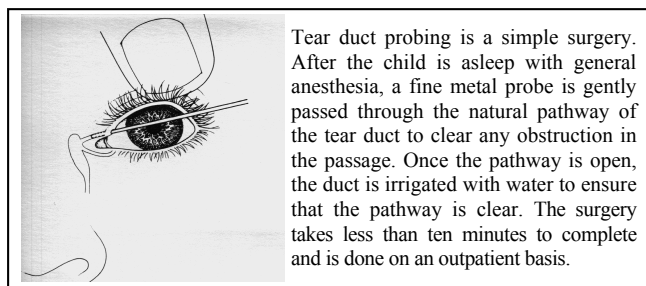 Tear duct probing is a simple surgery.
After the child is asleep with general
anesthesia, a fine metal probe is gently
passed through the natural pathway of
the tear duct to clear any obstruction in
the passage. Once the pathway is open,
the duct is irrigated with water to ensure
that the pathway is clear. The surgery
takes less than ten minutes to complete
and is done on an outpatient basis.